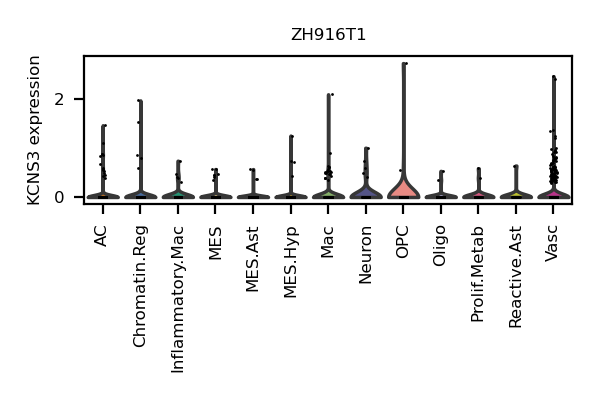 ZH916T1
KCNS3 expression
2
0
AC
Chromatin.Reg
Inflammatory.Mac
MES
MES.Ast
MES.Hyp
Mac
Neuron
OPC
Oligo
Prolif.Metab
Reactive.Ast
Vasc